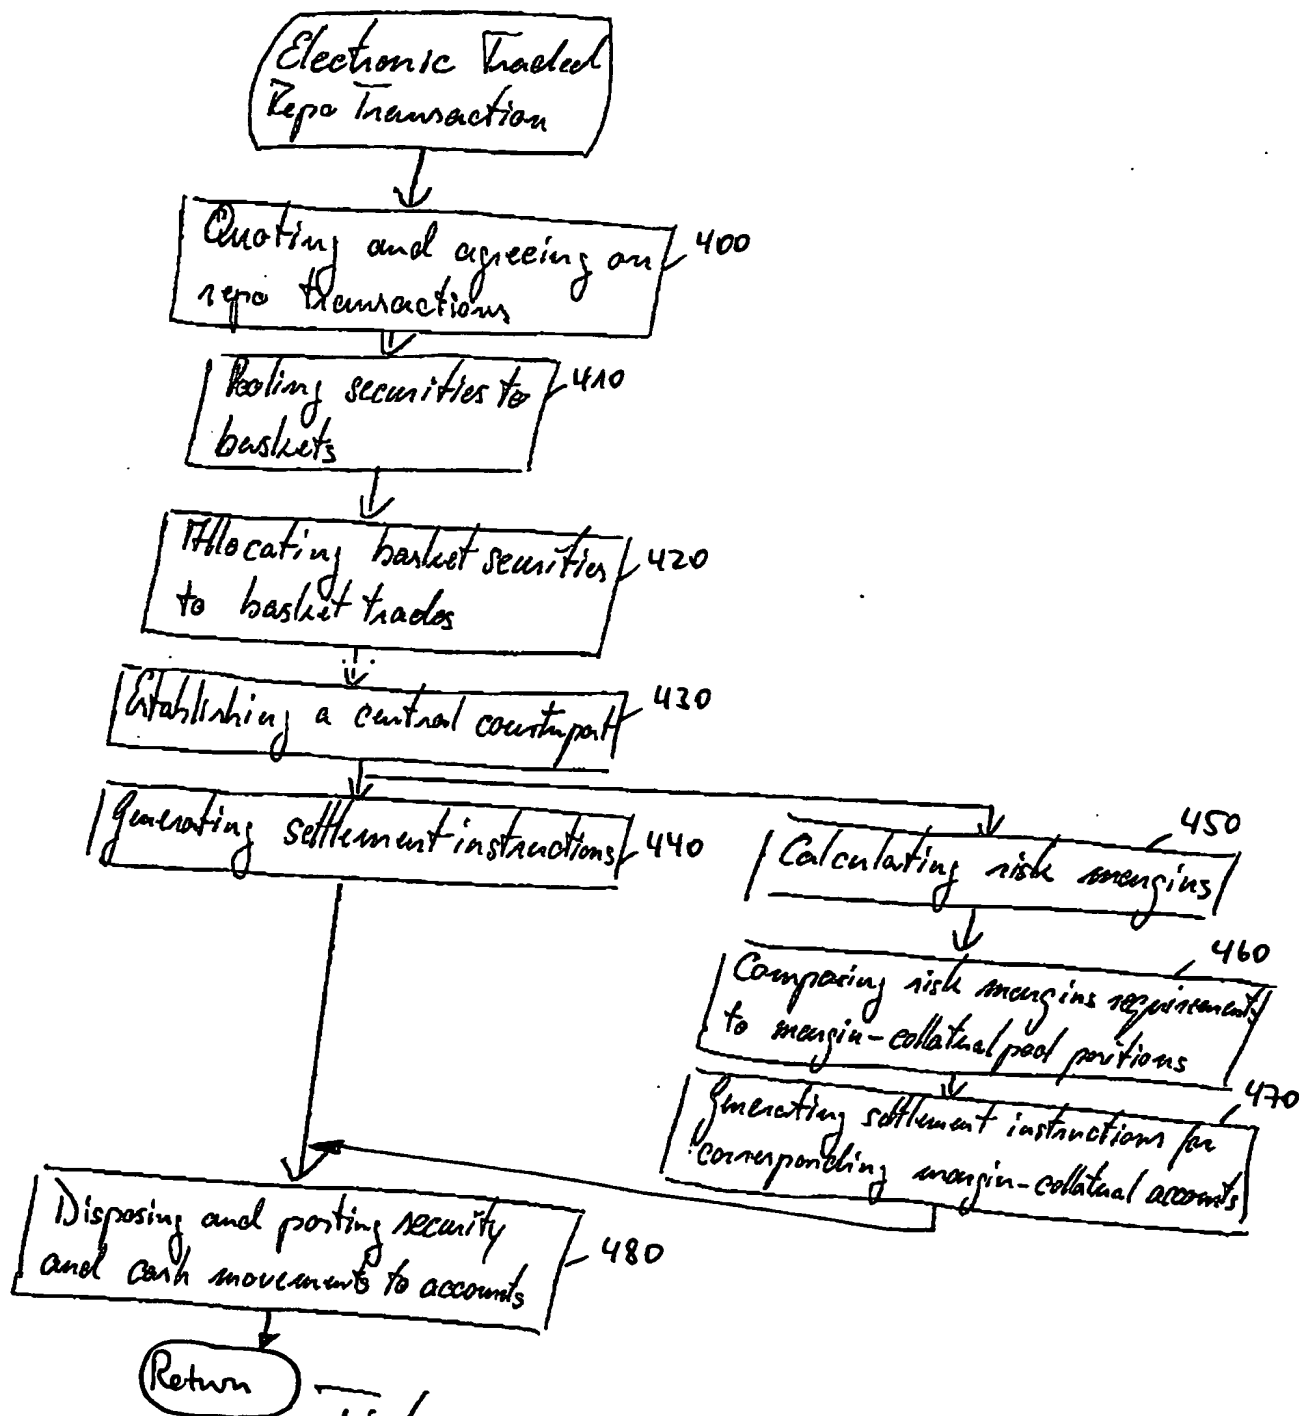 Electronic Traded
Repo Transaction
Quoting and agreeing on
repo transactions
400
Pooling securities to
baskets
410
Allocating basket securities
to basket trades
420
Establishing a central counterpart
430
Generating settlement instructions
440
Calculating risk margins
450
Comparing risk margins requirements
to margin-collateral pool positions
460
Generating settlement instructions for
corresponding margin-collateral accounts
470
Disposing and posting security
and cash movements to accounts
480
Return